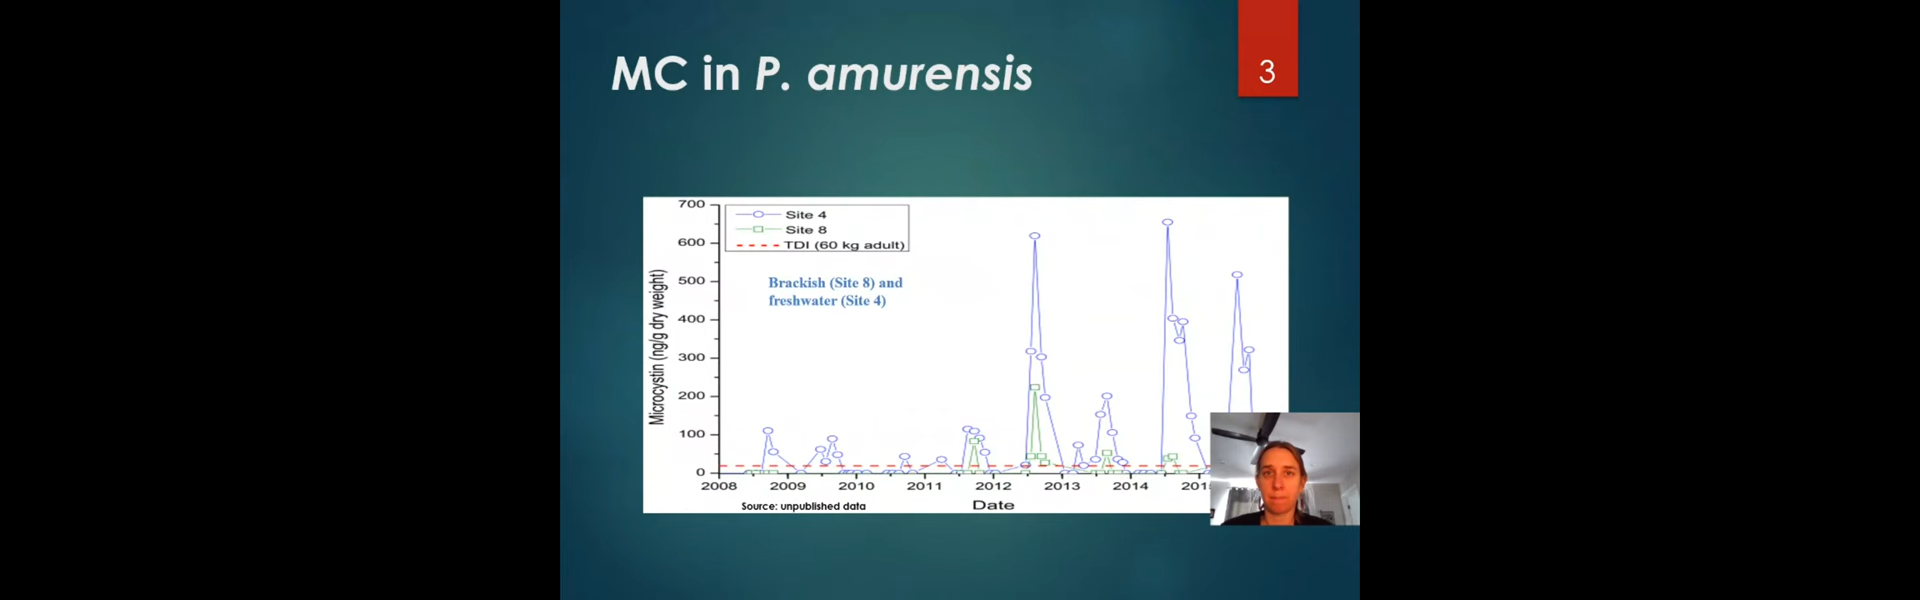 MC in P. amurensis
3
700
600
500
400
300
200
100
0
Microcystin (ng/g dry weight)
Site 4
Site 8
TDI (60 kg adult)
Brackish (Site 8) and
freshwater (Site 4)
2008 2009 2010 2011 2012 2013 2014
Source: unpublished data
Date